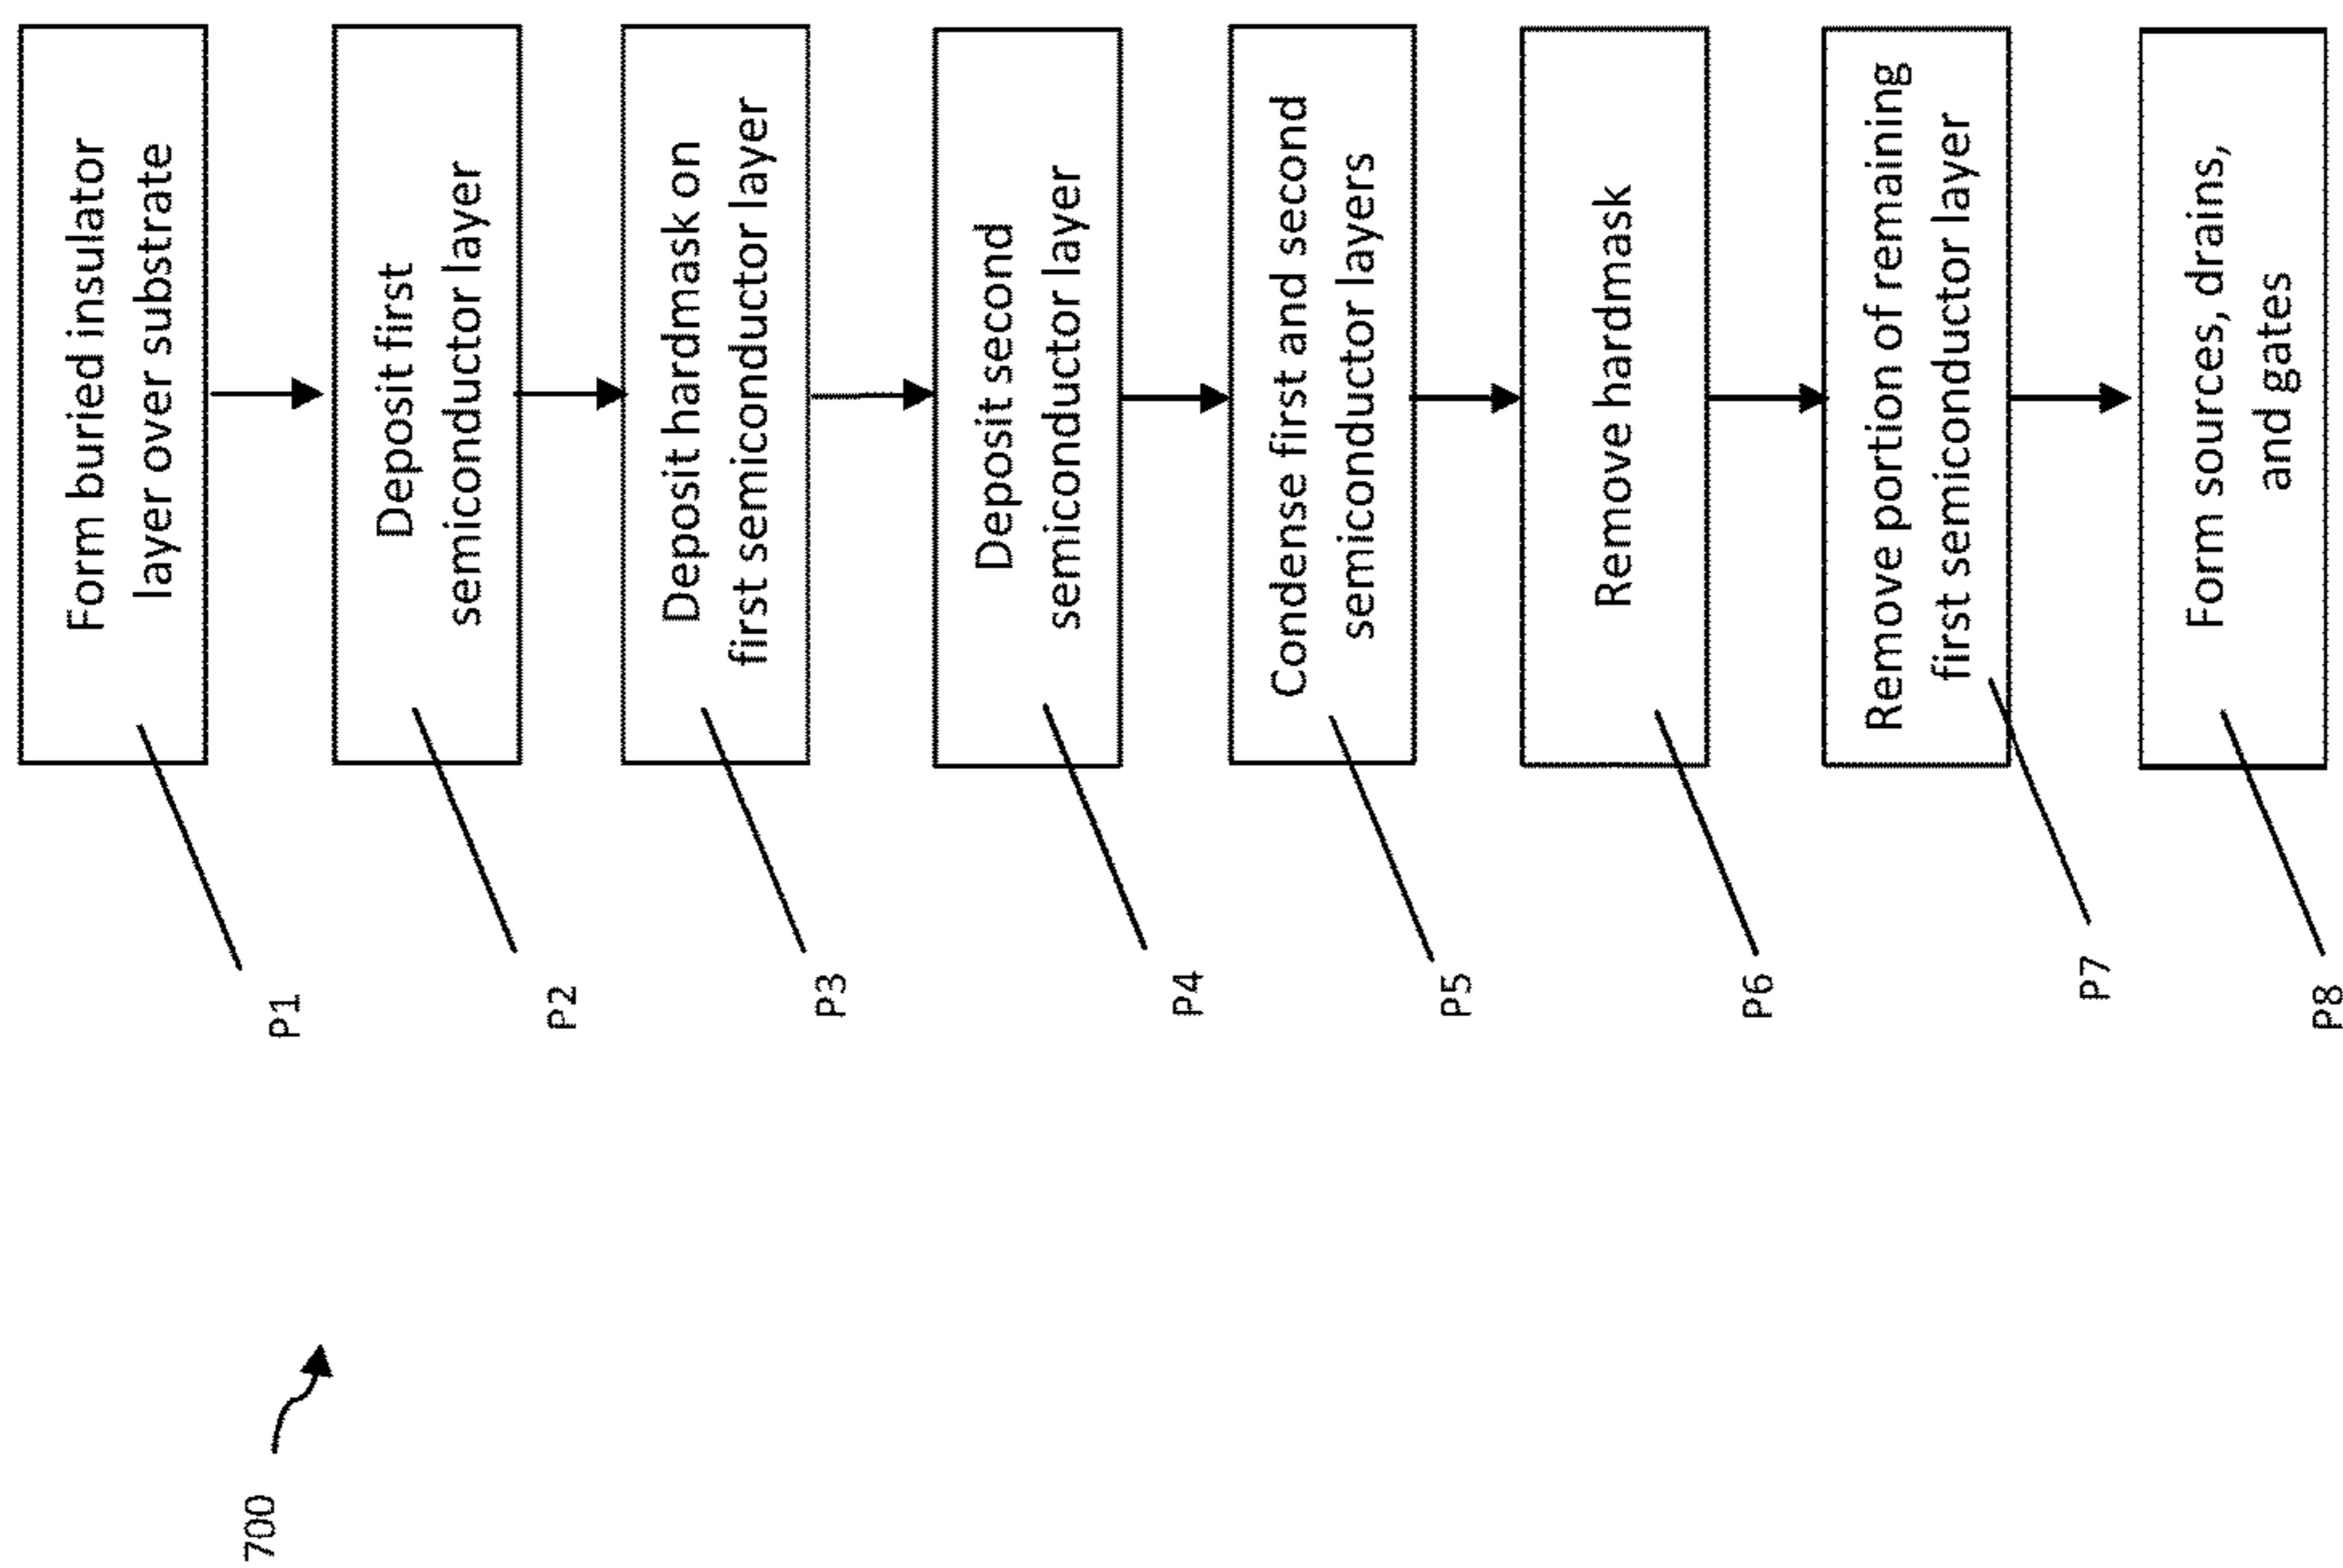 700
P1
Form buried insulator
layer over substrate
P2
Deposit first
semiconductor layer
P3
Deposit hardmask on
first semiconductor layer
P4
Deposit second
semiconductor layer
P5
Condense first and second
semiconductor layers
P6
Remove hardmask
P7
Remove portion of remaining
first semiconductor layer
P8
Form sources, drains,
and gates